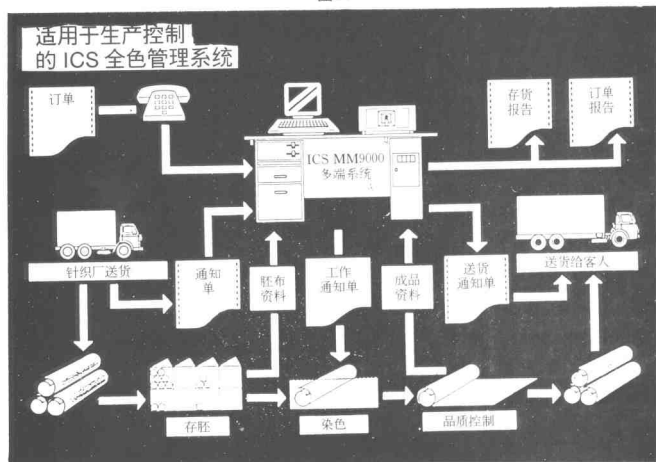 适用于生产控制
的 ICS 全色管理系统
订单
存货
报告
订单
报告
ICS MM9000
多端系统
针织厂送货
通知
单
胚布
资料
工作
通知单
成品
资料
送货
通知单
送货给客人
存胚
染色
品质控制